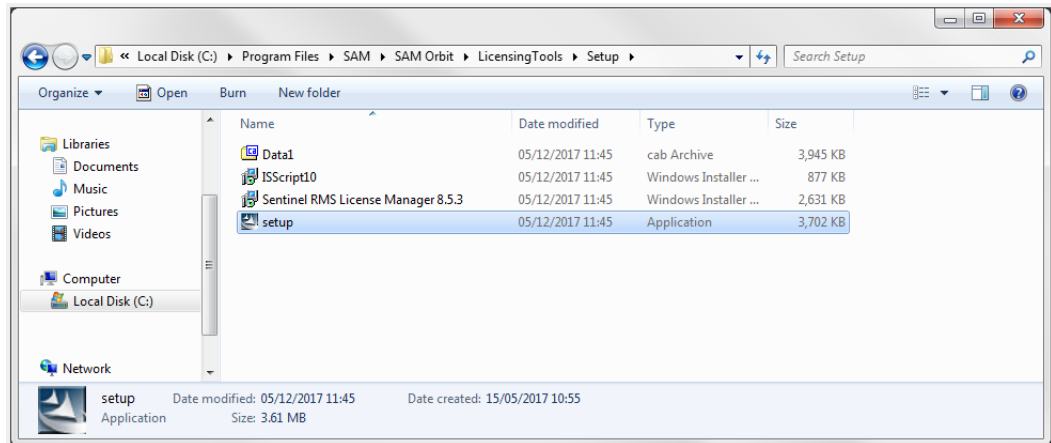 « Local Disk (C:) ▸ Program Files ▸ SAM ▸ SAM Orbit ▸ LicensingTools ▸ Setup ▸ Search Setup
Organize Open Burn New folder
Name Date modified Type Size
Libraries
Documents
Music
Pictures
Videos
Computer
Local Disk (C:)
Network
Data1 05/12/2017 11:45 cab Archive 3,945 KB
ISScript10 05/12/2017 11:45 Windows Installer ... 877 KB
Sentinel RMS License Manager 8.5.3 05/12/2017 11:45 Windows Installer ... 2,631 KB
setup 05/12/2017 11:45 Application 3,702 KB
setup Date modified: 05/12/2017 11:45 Date created: 15/05/2017 10:55
Application Size: 3.61 MB